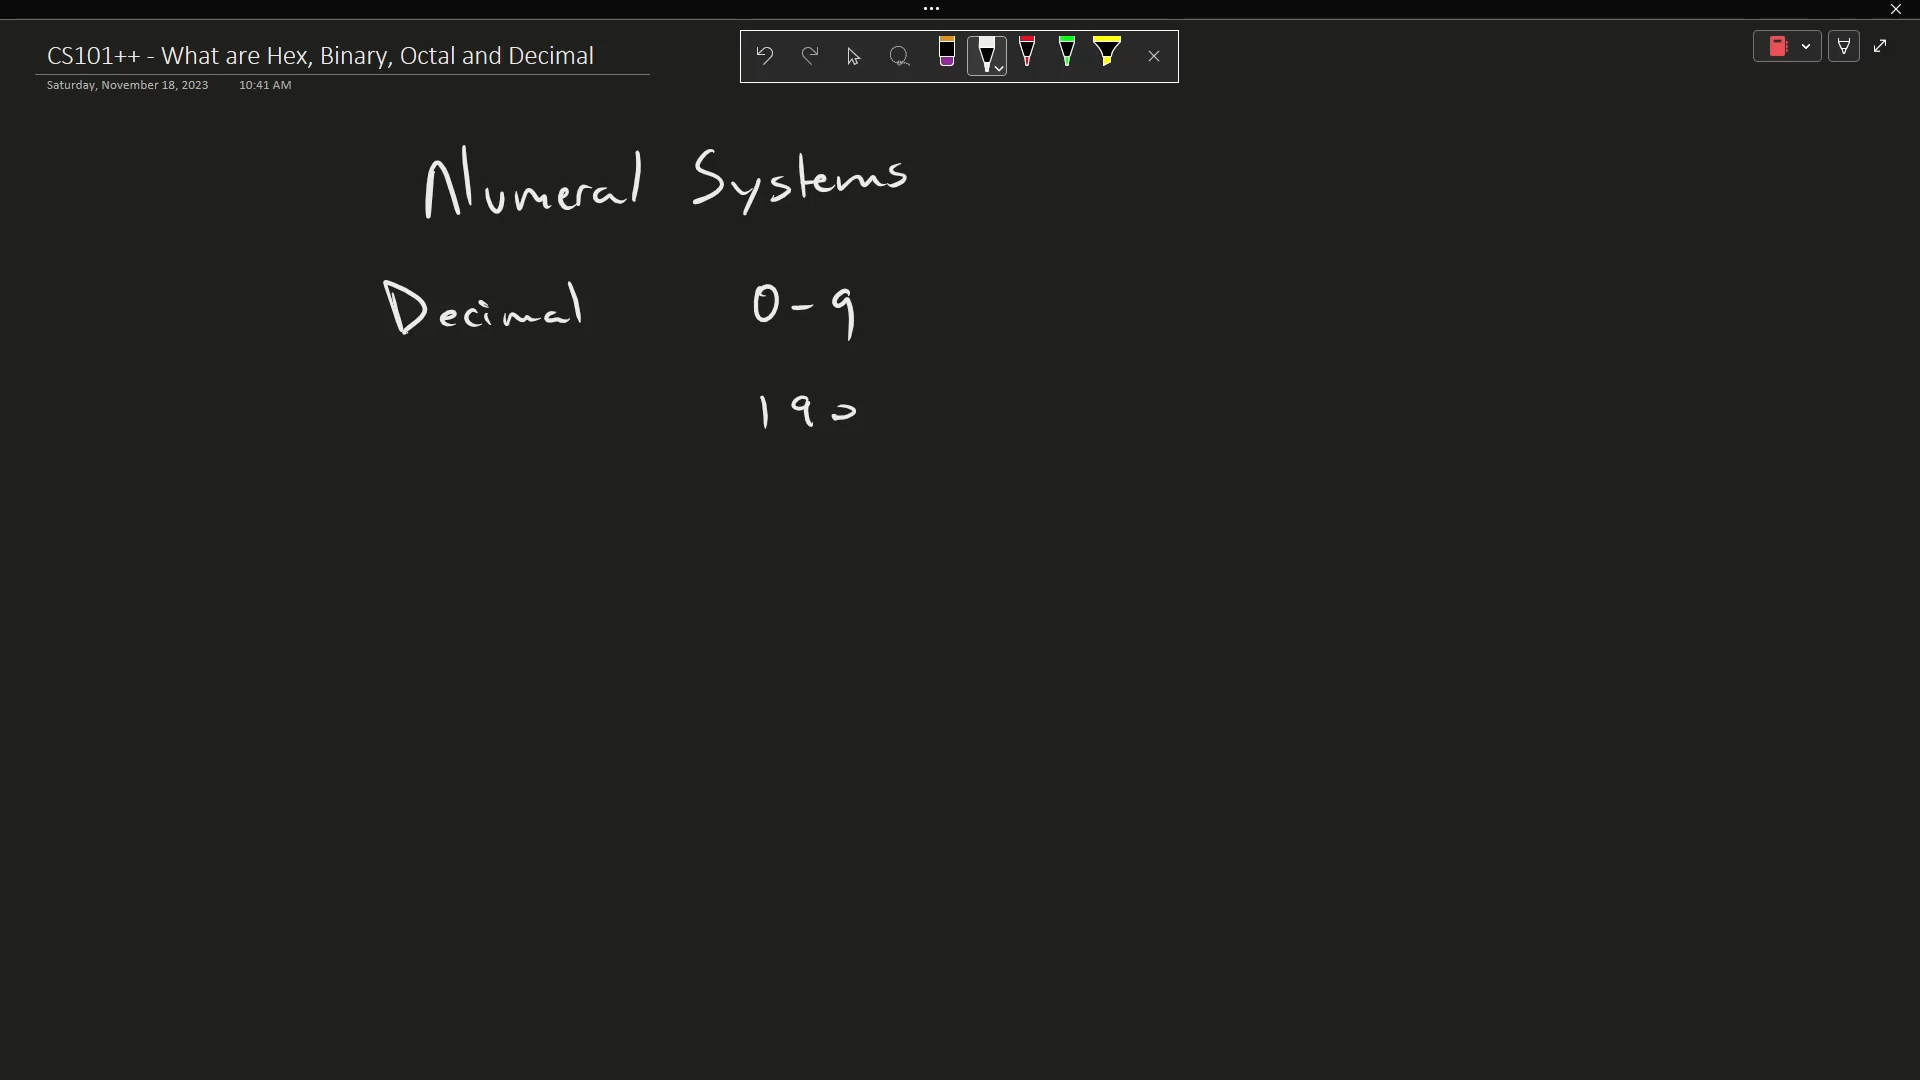 CS101++ - What are Hex, Binary, Octal and Decimal
Saturday, November 18, 2023 10:41 AM
Numeral Systems
Decimal 0-9
190